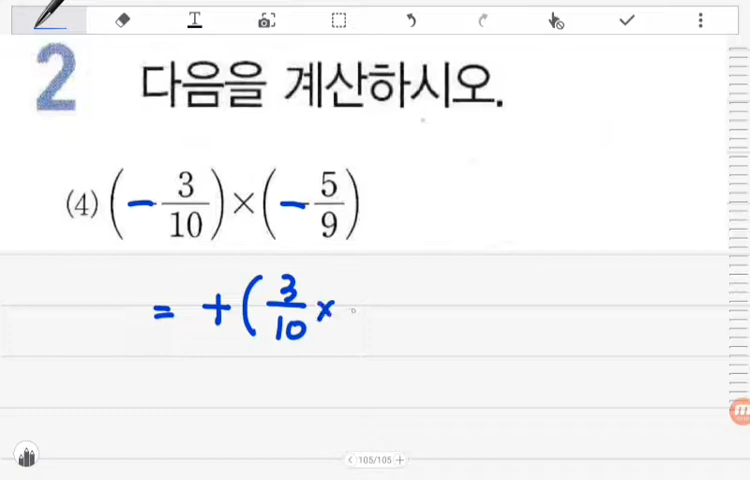 T
2 다음을 계산하시오.
(4) (-3/10)×(-5/9)
= +(3/10×
< 105/105 +